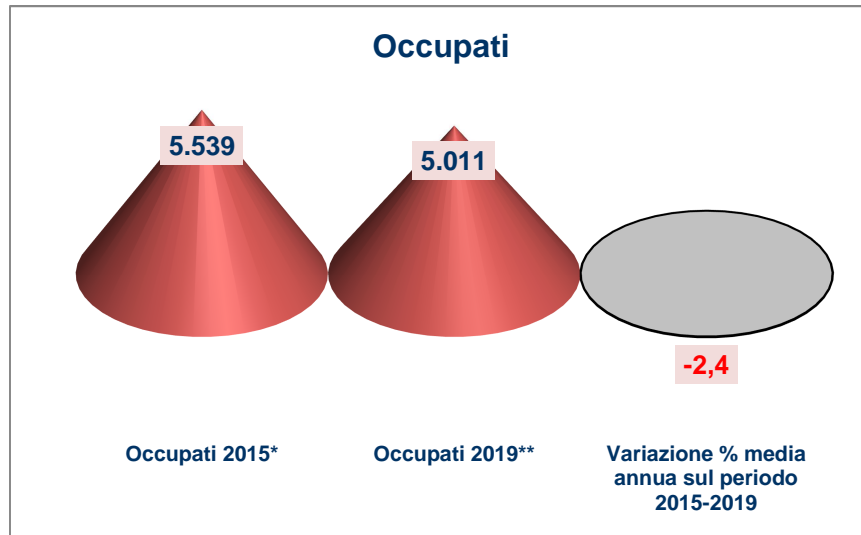 Occupati
5.539
5.011
-2,4
Occupati 2015*
Occupati 2019**
Variazione % media
annua sul periodo
2015-2019